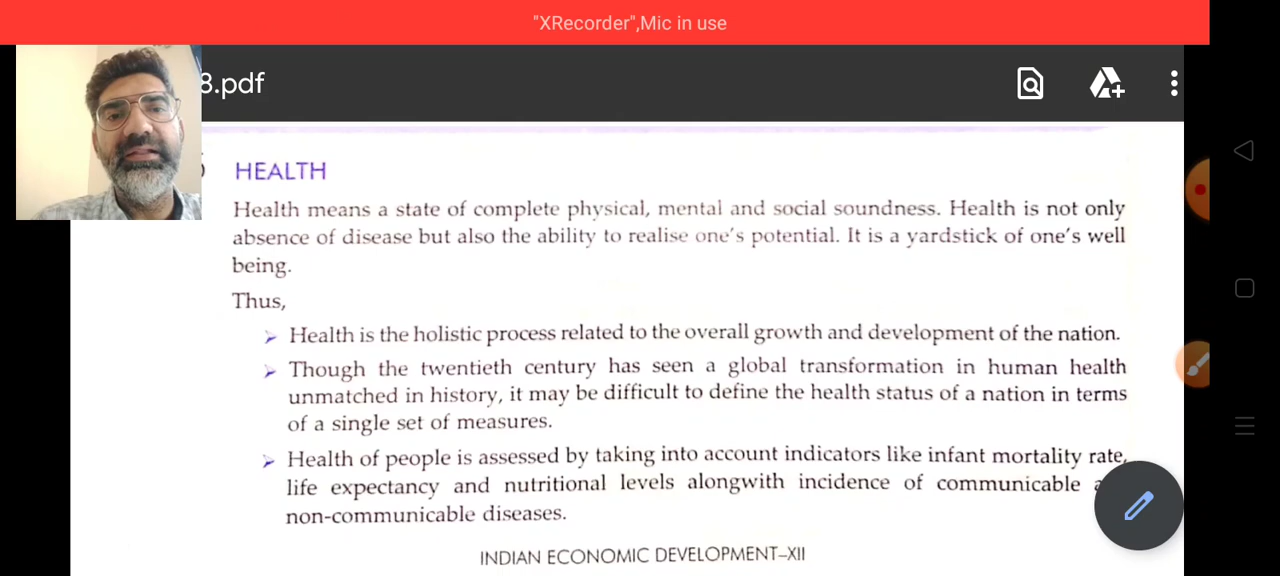 "XRecorder",Mic in use
8.pdf
HEALTH
Health means a state of complete physical, mental and social soundness. Health is not only
absence of disease but also the ability to realise one's potential. It is a yardstick of one's well
being.
Thus,
Health is the holistic process related to the overall growth and development of the nation.
Though the twentieth century has seen a global transformation in human health
unmatched in history, it may be difficult to define the health status of a nation in terms
of a single set of measures.
Health of people is assessed by taking into account indicators like infant mortality rate,
life expectancy and nutritional levels alongwith incidence of communicable
non-communicable diseases.
INDIAN ECONOMIC DEVELOPMENT–XII